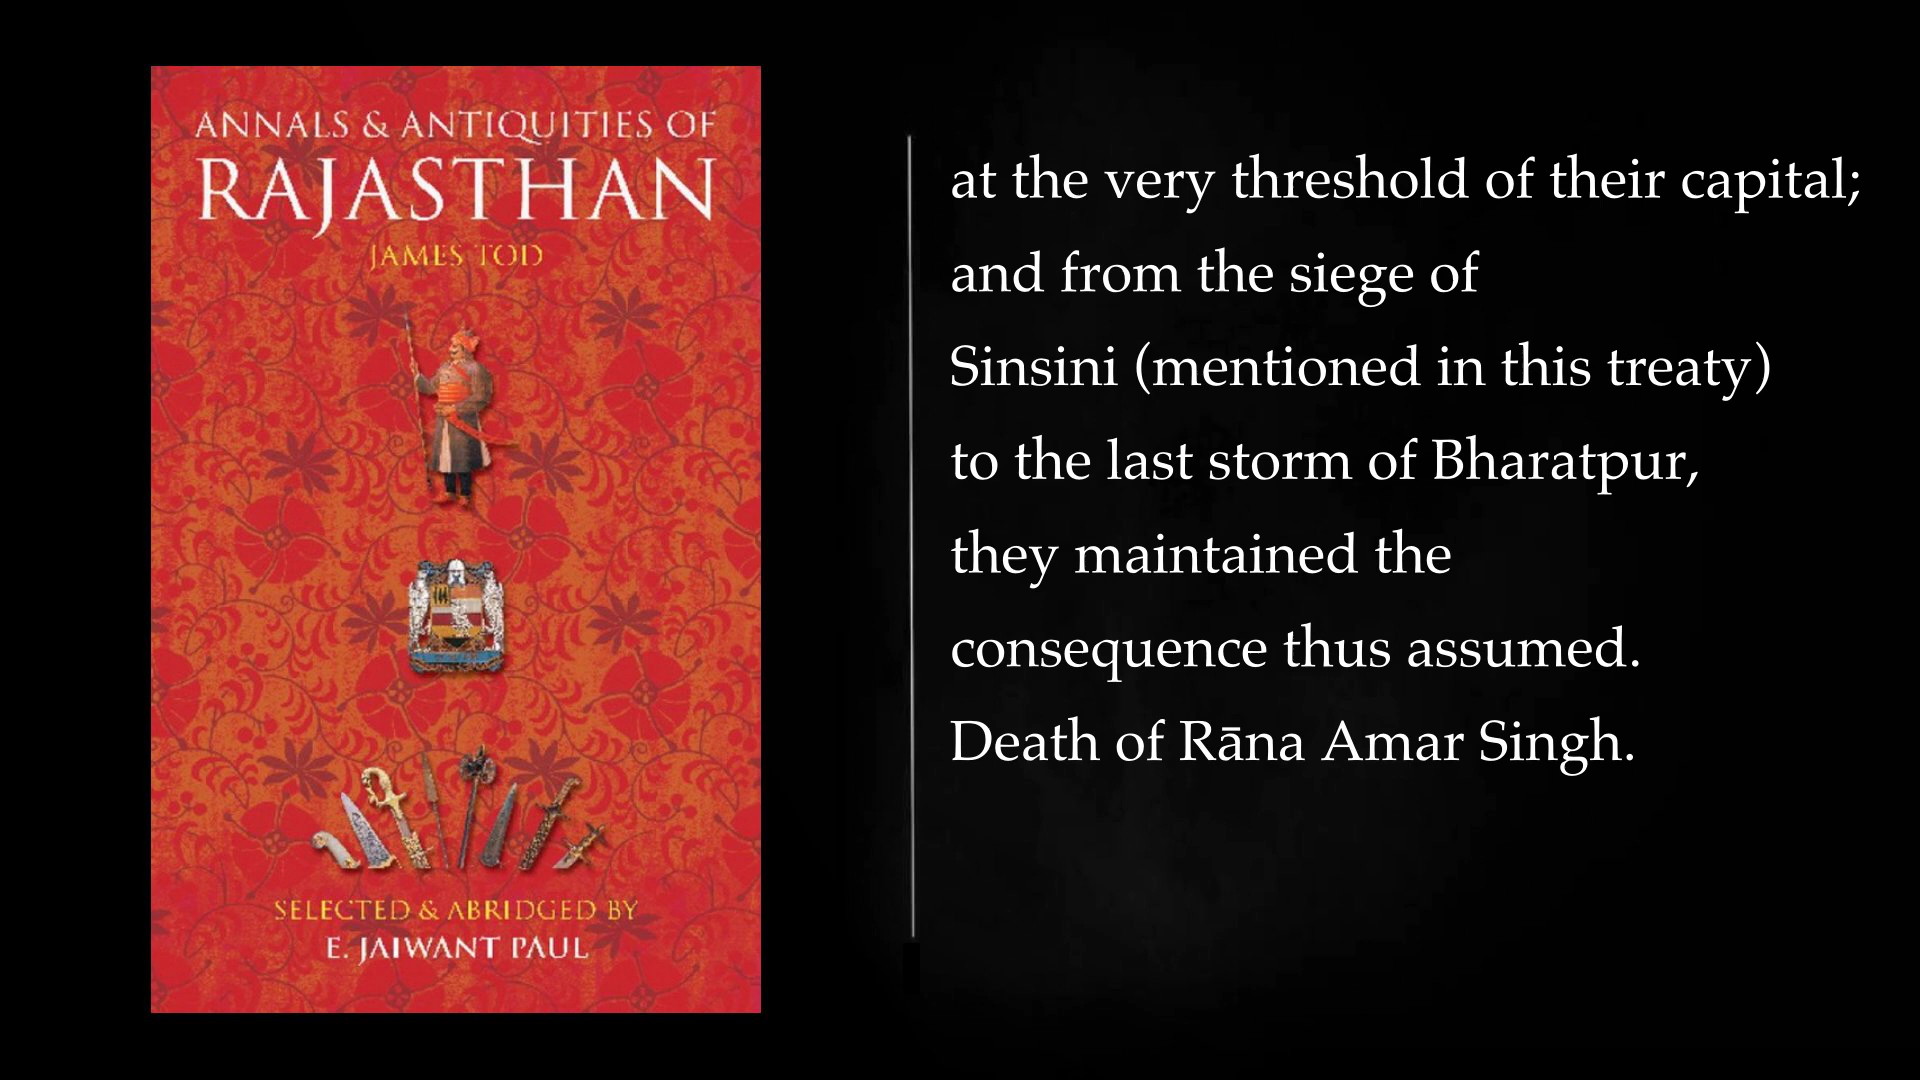 ANNALS & ANTIQUITIES OF
RAJASTHAN
JAMES TOD
SELECTED & ABRIDGED BY
E. JAIWANT PAUL
at the very threshold of their capital;
and from the siege of
Sinsini (mentioned in this treaty)
to the last storm of Bharatpur,
they maintained the
consequence thus assumed.
Death of Rāna Amar Singh.